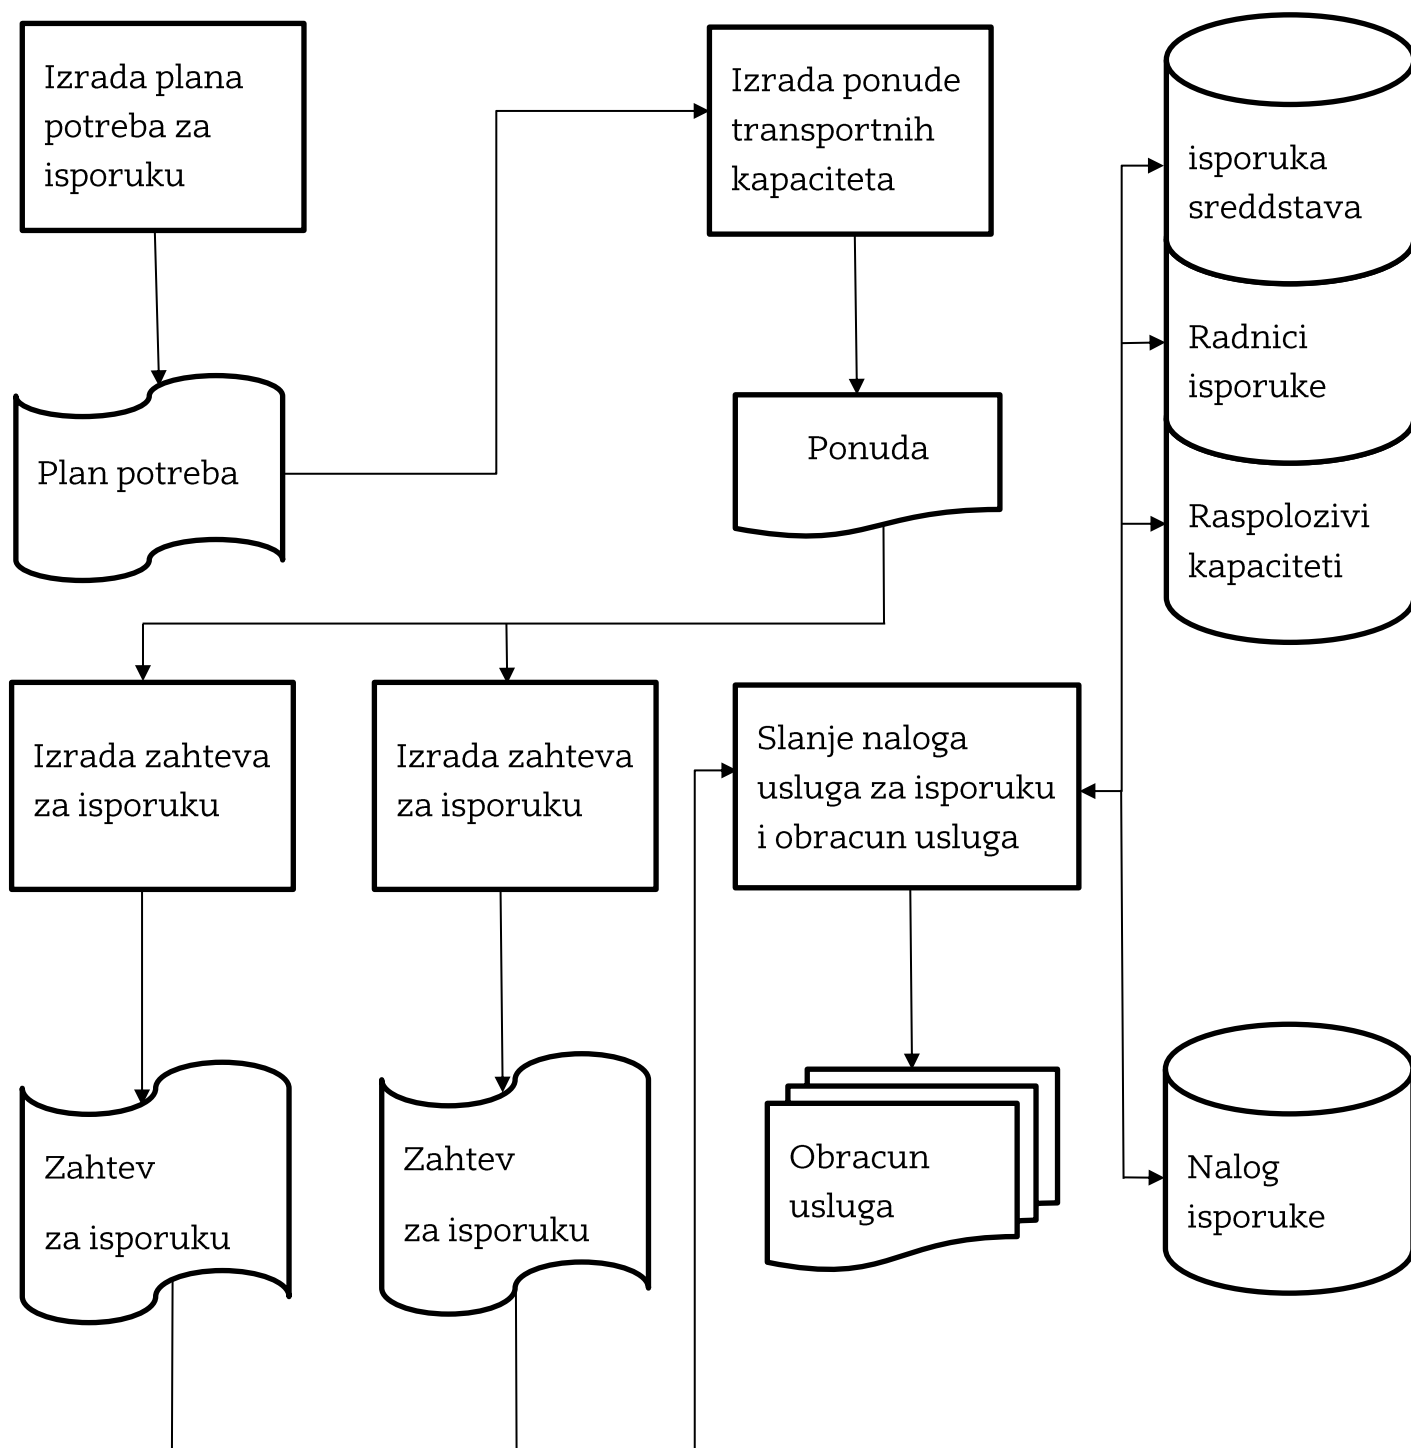 Izrada plana
potreba za
isporuku
Izrada ponude
transportnih
kapaciteta
isporuka
sreddstava
Radnici
isporuke
Raspolozivi
kapaciteti
Plan potreba
Ponuda
Izrada zahteva
za isporuku
Izrada zahteva
za isporuku
Slanje naloga
usluga za isporuku
i obracun usluga
Zahtev
za isporuku
Zahtev
za isporuku
Obracun
usluga
Nalog
isporuke